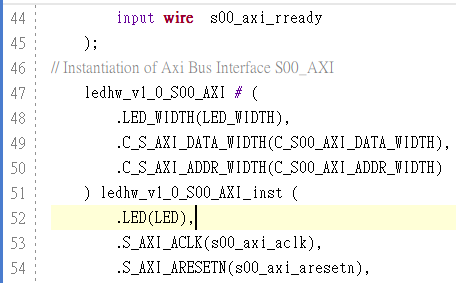 44 input wire s00_axi_rready
45 );
46 // Instantiation of Axi Bus Interface S00_AXI
47 ledhw_v1_0_S00_AXI # (
48 .LED_WIDTH(LED_WIDTH),
49 .C_S_AXI_DATA_WIDTH(C_S00_AXI_DATA_WIDTH),
50 .C_S_AXI_ADDR_WIDTH(C_S00_AXI_ADDR_WIDTH)
51 ) ledhw_v1_0_S00_AXI_inst (
52 .LED(LED),
53 .S_AXI_ACLK(s00_axi_aclk),
54 .S_AXI_ARESETN(s00_axi_aresetn),